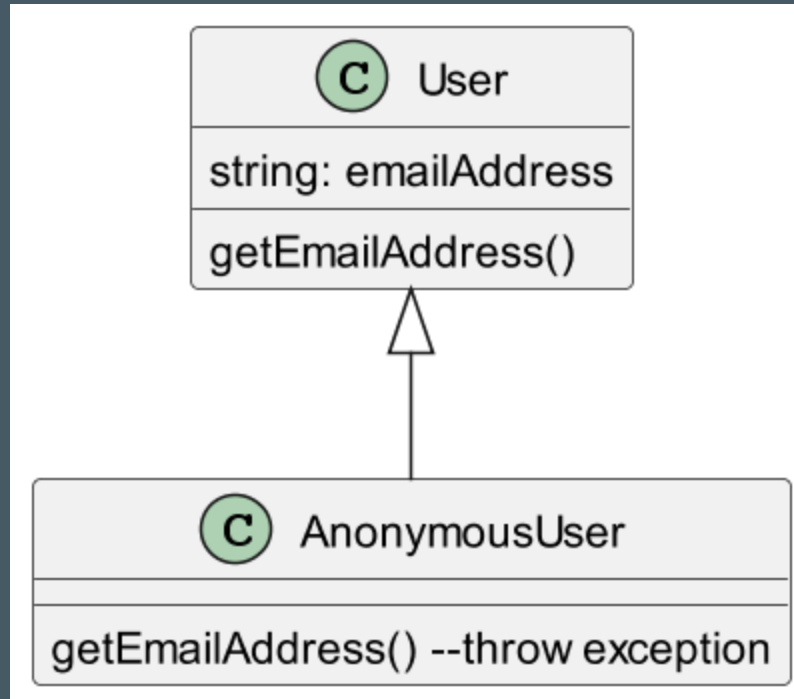 C User
string: emailAddress
getEmailAddress()
C AnonymousUser
getEmailAddress() --throw exception